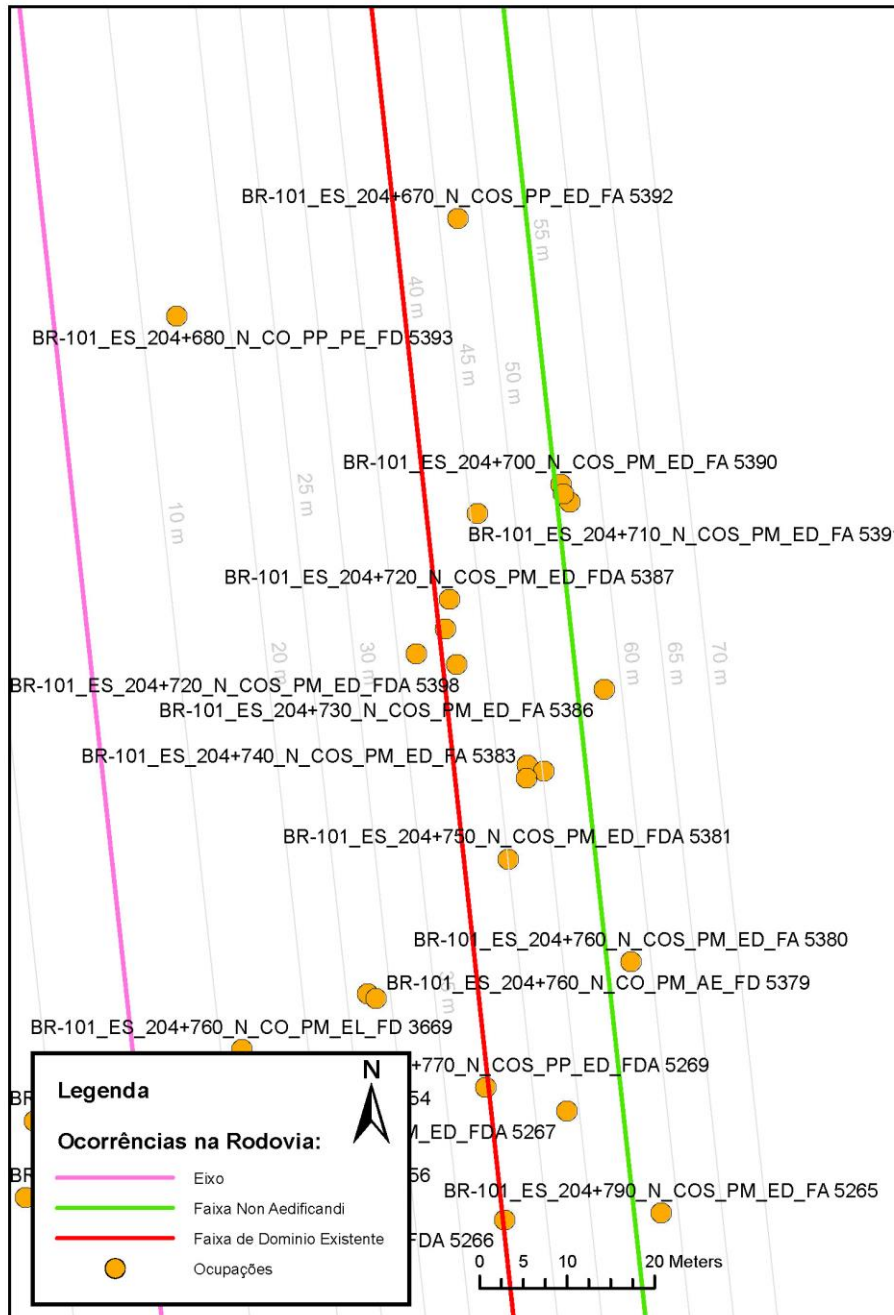 BR-101_ES_204+670_N_COS_PP_ED_FA 5392
55 m
40 m
BR-101_ES_204+680_N_CO_PP_PE_FD 5393
45 m
50 m
BR-101_ES_204+700_N_COS_PM_ED_FA 5390
25 m
10 m
BR-101_ES_204+710_N_COS_PM_ED_FA 539
BR-101_ES_204+720_N_COS_PM_ED_FDA 5387
20 m
30 m
60 m
65 m
70 m
BR-101_ES_204+720_N_COS_PM_ED_FDA 5398
BR-101_ES_204+730_N_COS_PM_ED_FA 5386
BR-101_ES_204+740_N_COS_PM_ED_FA 5383
BR-101_ES_204+750_N_COS_PM_ED_FDA 5381
BR-101_ES_204+760_N_COS_PM_ED_FA 5380
BR-101_ES_204+760_N_CO_PM_AE_FD 5379
35 m
BR-101_ES_204+760_N_CO_PM_EL_FD 3669
+770_N_COS_PP_ED_FDA 5269
BR
54
M_ED_FDA 5267
BR
56
BR-101_ES_204+790_N_COS_PM_ED_FA 5265
FDA 5266
N
Legenda
Ocorrências na Rodovia:
Eixo
Faixa Non Aedificandi
Faixa de Dominio Existente
Ocupações
0 5 10 20 Meters